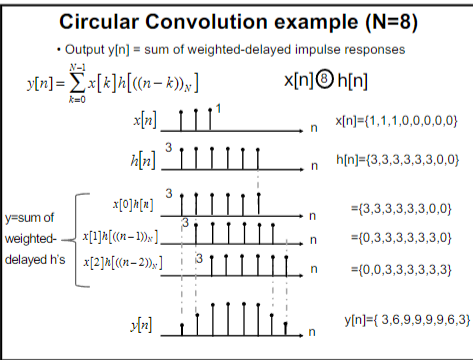 Circular Convolution example (N=8)
• Output y[n] = sum of weighted-delayed impulse responses
y[n]=∑_{k=0}^{N−1} x[k]h[((n−k))_N]    x[n]⑧h[n]
x[n] 1 n x[n]={1,1,1,0,0,0,0,0}
h[n] 3 n h[n]={3,3,3,3,3,3,0,0}
x[0]h[n] 3 n ={3,3,3,3,3,3,0,0}
y=sum of
weighted-
delayed h's
x[1]h[((n−1))_N] 3 n ={0,3,3,3,3,3,3,0}
x[2]h[((n−2))_N] 3 n ={0,0,3,3,3,3,3,3}
y[n] n y[n]={ 3,6,9,9,9,9,6,3}